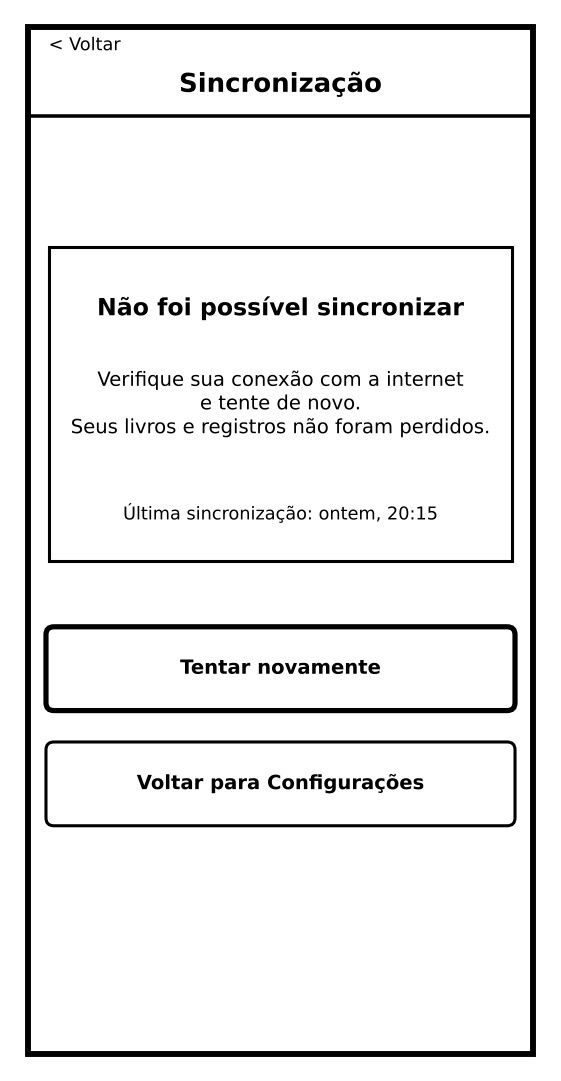 < Voltar
Sincronização
Não foi possível sincronizar
Verifique sua conexão com a internet
e tente de novo.
Seus livros e registros não foram perdidos.
Última sincronização: ontem, 20:15
Tentar novamente
Voltar para Configurações